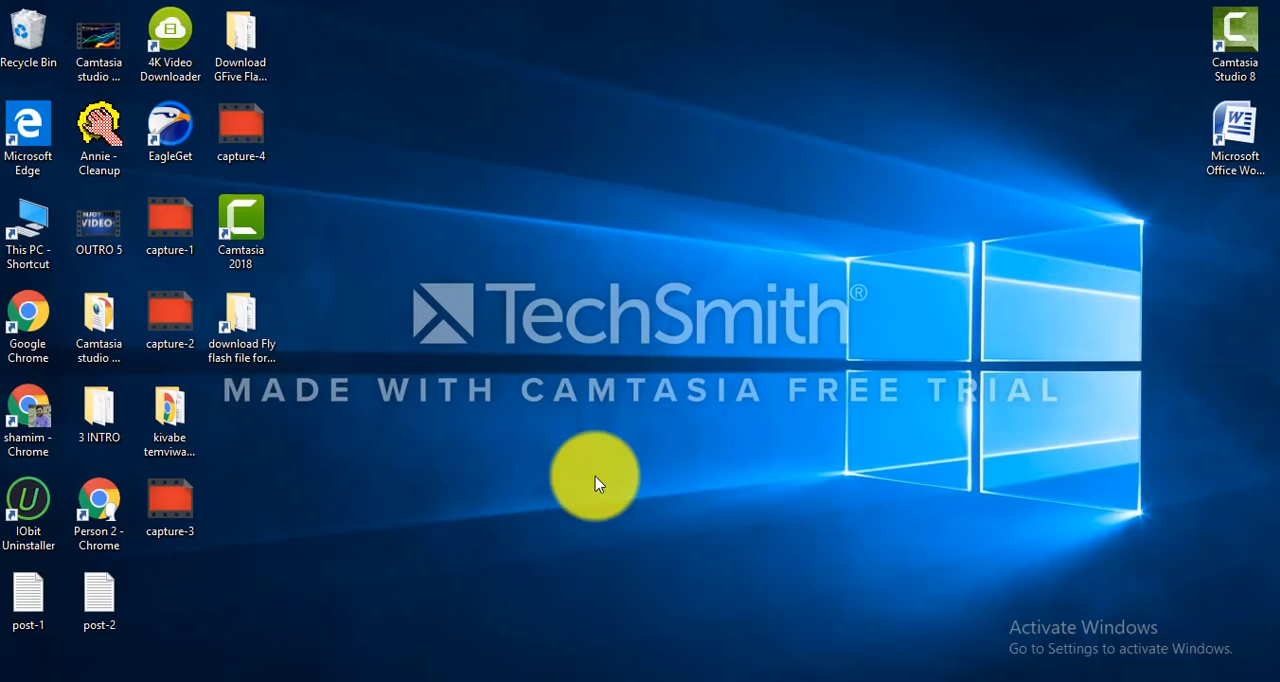 Recycle Bin
Camtasia
studio ...
4K Video
Downloader
Download
GFive Fla...
Camtasia
Studio 8
Microsoft
Edge
Annie -
Cleanup
EagleGet
capture-4
Microsoft
Office Wo...
This PC -
Shortcut
NJOY THE
VIDEO
OUTRO 5
capture-1
Camtasia
2018
TechSmith®
Google
Chrome
Camtasia
studio ...
capture-2
download Fly
flash file for...
MADE WITH CAMTASIA FREE TRIAL
shamim -
Chrome
3 INTRO
kivabe
temviwa...
IObit
Uninstaller
Person 2 -
Chrome
capture-3
post-1
post-2
Activate Windows
Go to Settings to activate Windows.